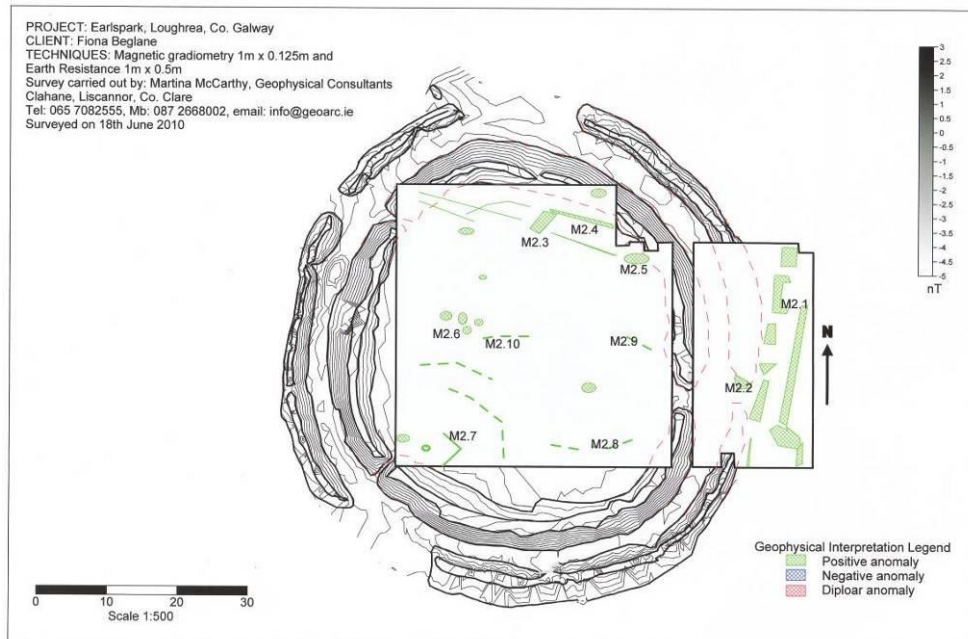 PROJECT: Earlspark, Loughrea, Co. Galway
CLIENT: Fiona Beglane
TECHNIQUES: Magnetic gradiometry 1m x 0.125m and
Earth Resistance 1m x 0.5m
Survey carried out by: Martina McCarthy, Geophysical Consultants
Clahane, Liscannor, Co. Clare
Tel: 065 7082555, Mb: 087 2668002, email: info@geoarc.ie
Surveyed on 18th June 2010
3
2
1
0.5
0
-0.5
-1
-1.5
-2
-2.5
-3
-3.5
-4
-4.5
-5
nT
M2.3
M2.4
M2.5
M2.1
N
M2.6
M2.10
M2.9
M2.2
M2.7
M2.8
Geophysical Interpretation Legend
Positive anomaly
Negative anomaly
Diploar anomaly
0 10 20 30
Scale 1:500